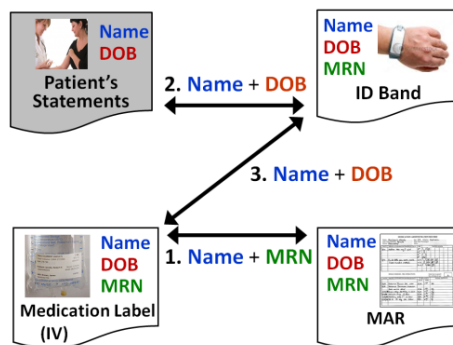 Name
DOB
Patient's
Statements
Name
DOB
MRN
ID Band
2. Name + DOB
3. Name + DOB
Name
DOB
MRN
Medication Label
(IV)
1. Name + MRN
Name
DOB
MRN
MAR